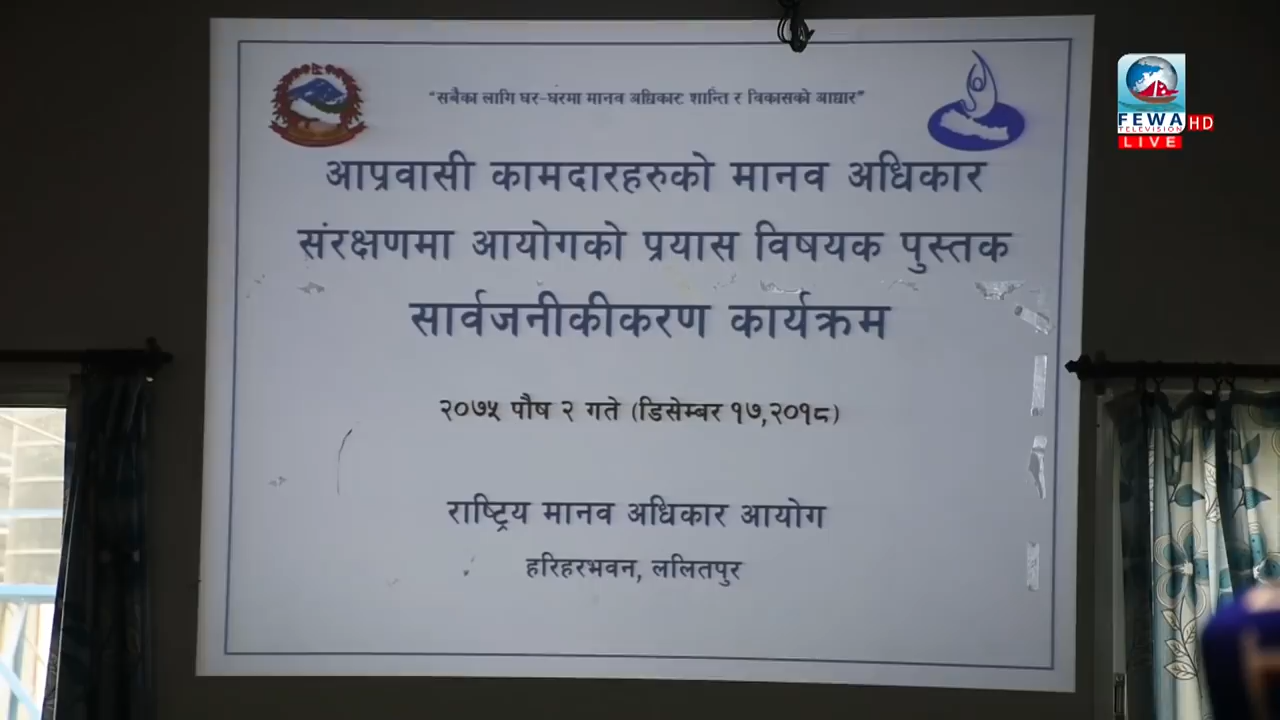 “सबैका लागि घर-घरमा मानव अधिकार: शान्ति र विकासको आधार”
आप्रवासी कामदारहरुको मानव अधिकार
संरक्षणमा आयोगको प्रयास विषयक पुस्तक
सार्वजनीकीकरण कार्यक्रम
२०७५ पौष २ गते (डिसेम्बर १७,२०१८)
राष्ट्रिय मानव अधिकार आयोग
हरिहरभवन, ललितपुर
FEWA HD
TELEVISION
LIVE